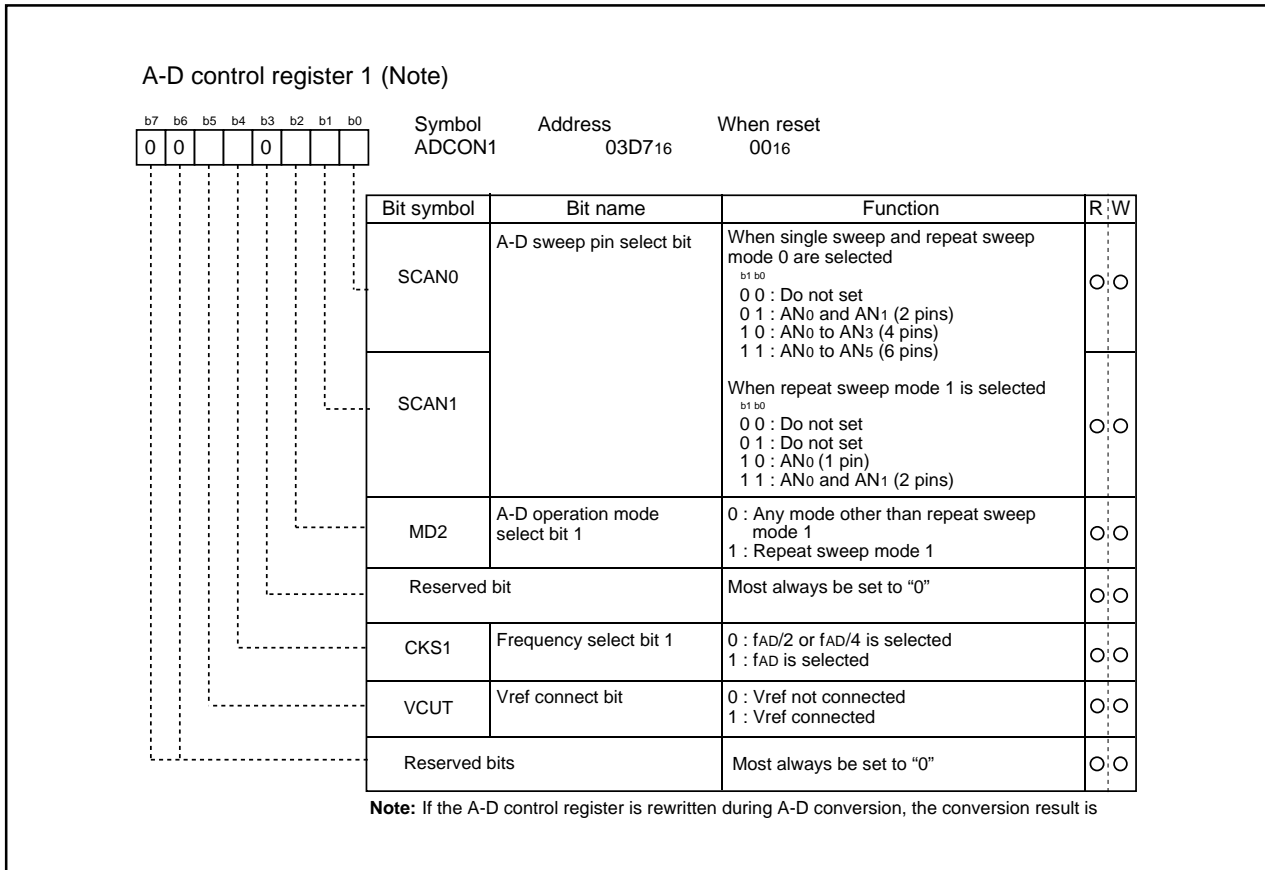 A-D control register 1 (Note)
b7 b6 b5 b4 b3 b2 b1 b0
0 0 0
Symbol Address When reset
ADCON1 03D716 0016
Bit symbol Bit name Function R W
SCAN0
A-D sweep pin select bit
When single sweep and repeat sweep
mode 0 are selected
b1 b0
0 0 : Do not set
0 1 : AN0 and AN1 (2 pins)
1 0 : AN0 to AN3 (4 pins)
1 1 : AN0 to AN5 (6 pins)
SCAN1
When repeat sweep mode 1 is selected
b1 b0
0 0 : Do not set
0 1 : Do not set
1 0 : AN0 (1 pin)
1 1 : AN0 and AN1 (2 pins)
MD2
A-D operation mode
select bit 1
0 : Any mode other than repeat sweep
mode 1
1 : Repeat sweep mode 1
Reserved bit
Most always be set to “0”
CKS1
Frequency select bit 1
0 : fAD/2 or fAD/4 is selected
1 : fAD is selected
VCUT
Vref connect bit
0 : Vref not connected
1 : Vref connected
Reserved bits
Most always be set to “0”
Note: If the A-D control register is rewritten during A-D conversion, the conversion result is